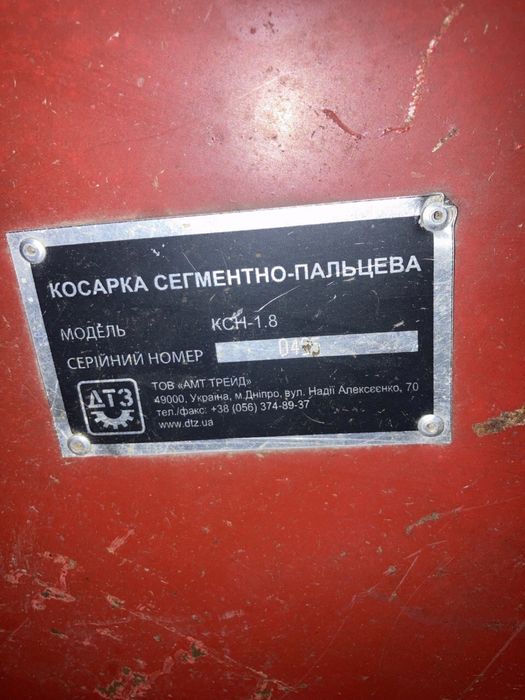 КОСАРКА СЕГМЕНТНО-ПАЛЬЦЕВА
МОДЕЛЬ КСН-1.8
СЕРІЙНИЙ НОМЕР
ДТЗ
ТОВ «АМТ ТРЕЙД»
49000, Україна, м.Дніпро, вул. Надії Алексєєнко, 70
тел./факс: +38 (056) 374-89-37
www.dtz.ua